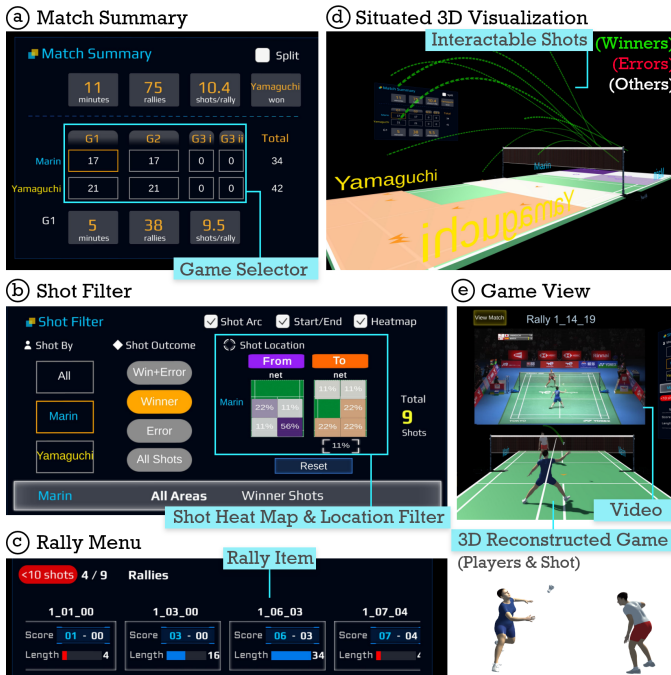 a Match Summary
Match Summary
Split
11 75 10.4 Yamaguchi
minutes rallies shots/rally won
G1 G2 G3 i G3 ii Total
Marin 17 17 0 0 34
Yamaguchi 21 21 0 0 42
G1 5 38 9.5
minutes rallies shots/rally
Game Selector
d Situated 3D Visualization
Interactable Shots (Winners)
(Errors)
(Others)
Match Summary
Yamaguchi
Marin
Yamaguchi
b Shot Filter
Shot Filter
Shot Arc Start/End Heatmap
Shot By Shot Outcome Shot Location
All Win+Error From To
net net
Marin Winner Marin 22% 11% 11% 56% 11% 11% 22% 22% 22% 11%
Total
9
Shots
Yamaguchi Error
All Shots
Reset
Marin All Areas Winner Shots
Shot Heat Map & Location Filter
e Game View
View Match Rally 1_14_19
Video
3D Reconstructed Game
(Players & Shot)
c Rally Menu
Rally Item
<10 shots 4 / 9 Rallies
1_01_00 1_03_00 1_06_03 1_07_04
Score 01 - 00 Score 03 - 00 Score 06 - 03 Score 07 - 04
Length 4 Length 16 Length 34 Length